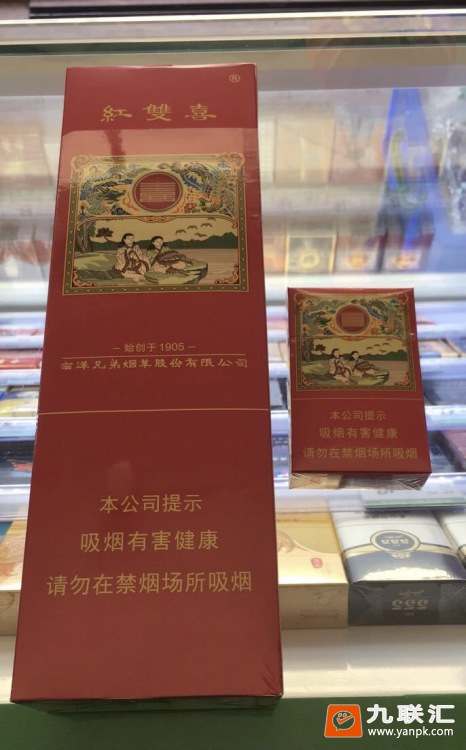 ®
紅雙喜
始创于1905
南洋兄弟烟草股份有限公司
本公司提示
吸烟有害健康
请勿在禁烟场所吸烟
本公司提示
吸烟有害健康
请勿在禁烟场所吸烟
555
555
九联汇
www.yanpk.com